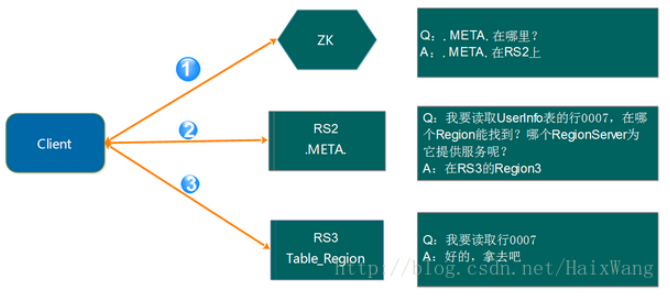 ZK
Q：.META.在哪里？
A：.META.在RS2上
1
Client
2
RS2
.META.
Q：我要读取UserInfo表的行0007，在哪
个Region能找到？哪个RegionServer为
它提供服务呢？
A：在RS3的Region3
3
RS3
Table_Region
Q：我要读取行0007
A：好的，拿去吧
http://blog.csdn.net/HaixWang